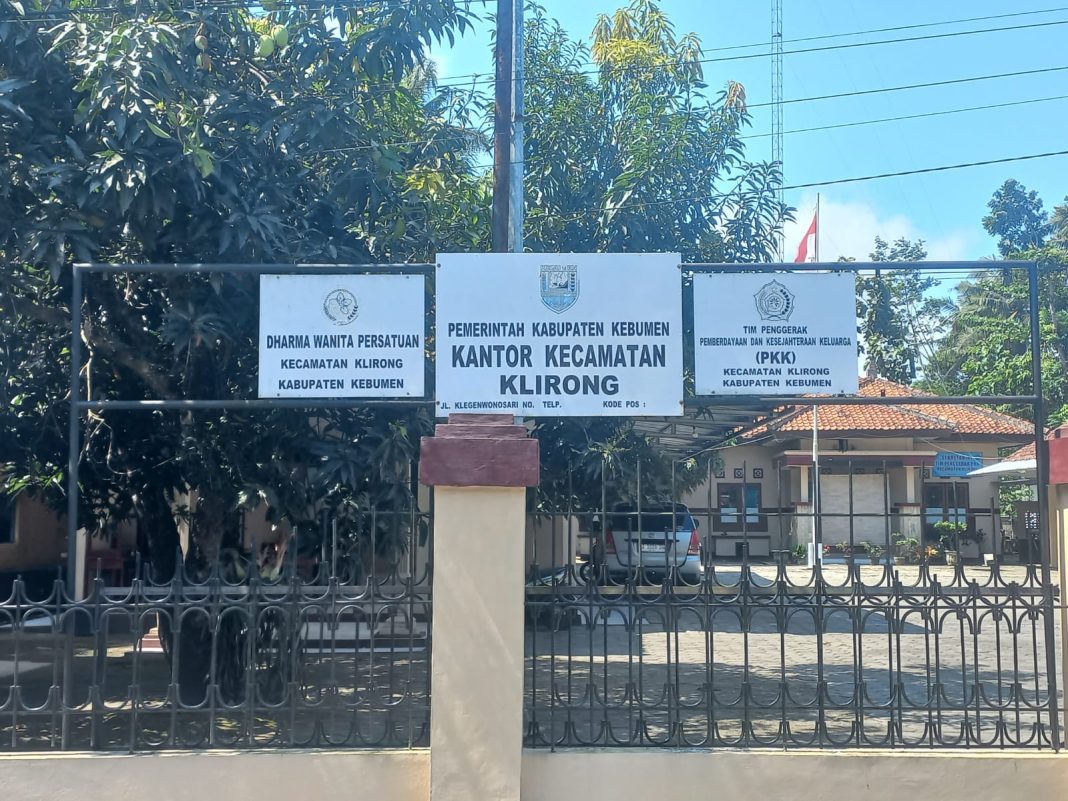 DHARMA WANITA PERSATUAN
KECAMATAN KLIRONG
KABUPATEN KEBUMEN
PEMERINTAH KABUPATEN KEBUMEN
KANTOR KECAMATAN
KLIRONG
JL. KLEGENWONOSARI NO. TELP. KODE POS :
TIM PENGGERAK
PEMBERDAYAAN DAN KESEJAHTERAAN KELUARGA
(PKK)
KECAMATAN KLIRONG
KABUPATEN KEBUMEN